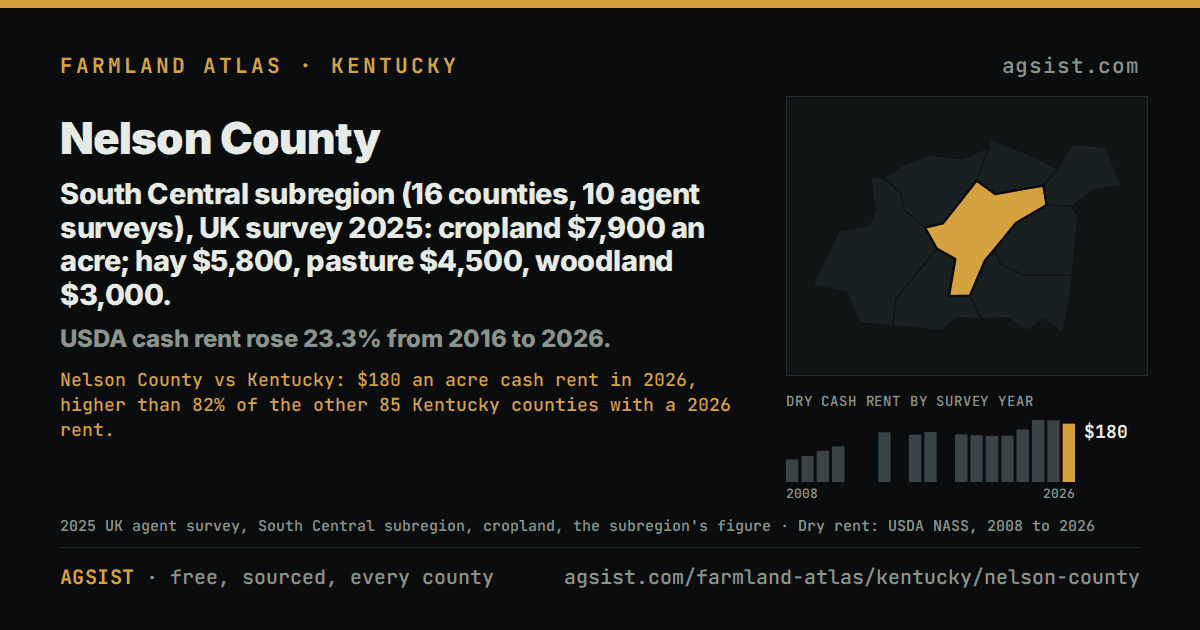 FARMLAND ATLAS · KENTUCKY
agsist.com
Nelson County
South Central subregion (16 counties, 10 agent
surveys), UK survey 2025: cropland $7,900 an
acre; hay $5,800, pasture $4,500, woodland
$3,000.
USDA cash rent rose 23.3% from 2016 to 2026.
Nelson County vs Kentucky: $180 an acre cash rent in 2026,
higher than 82% of the other 85 Kentucky counties with a 2026
rent.
DRY CASH RENT BY SURVEY YEAR
$180
2008
2026
2025 UK agent survey, South Central subregion, cropland, the subregion's figure · Dry rent: USDA NASS, 2008 to 2026
AGSIST · free, sourced, every county
agsist.com/farmland-atlas/kentucky/nelson-county